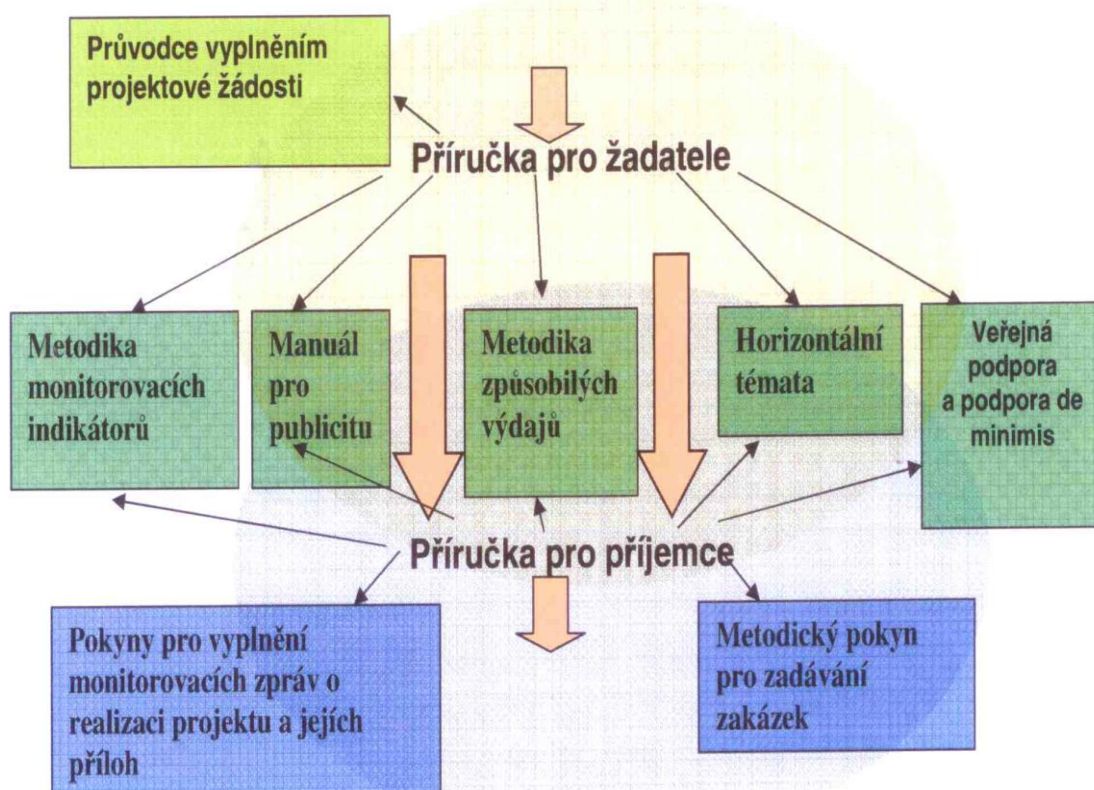 Průvodce vyplněním
projektové žádosti
Příručka pro žadatele
Metodika
monitorovacích
indikátorů
Manuál
pro
publicitu
Metodika
způsobilých
výdajů
Horizontální
témata
Veřejná
podpora
a podpora de
minimis
Příručka pro příjemce
Pokyny pro vyplnění
monitorovacích zpráv o
realizaci projektu a jejích
příloh
Metodický pokyn
pro zadávání
zakázek